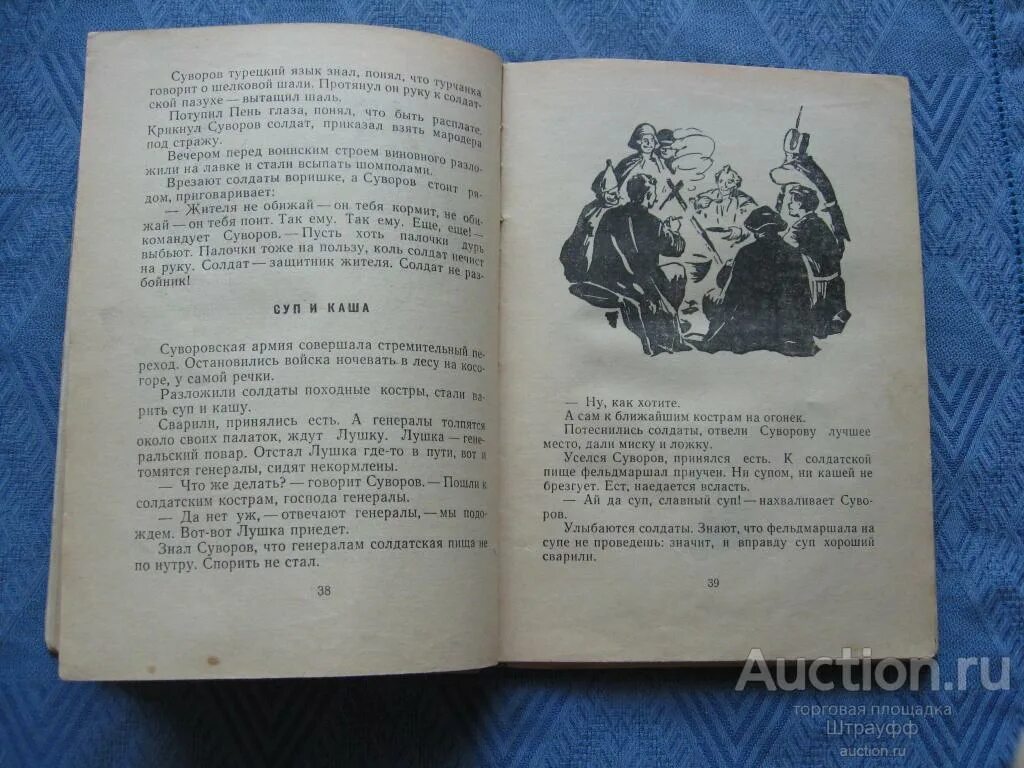 Суворов турецкий язык знал, понял, что турчанка
говорит о шелковой шали. Протянул он руку к солдат-
ской пазухе — вытащил шаль.
Потупил Пень глаза, понял, что быть расплате.
Крикнул Суворов солдат, приказал взять мародера
под стражу.
Вечером перед воинским строем виновного разло-
жили на лавке и стали всыпать шомполами.
Врезают солдаты воришке, а Суворов стоит ря-
дом, приговаривает:
— Жителя не обижай — он тебя кормит, не оби-
жай — он тебя поит. Так ему. Так ему. Еще, еще! —
командует Суворов. — Пусть хоть палочки дурь
выбьют. Палочки тоже на пользу, коль солдат нечист
на руку. Солдат — защитник жителя. Солдат не раз-
бойник!
СУП И КАША
Суворовская армия совершала стремительный пе-
реход. Остановились войска ночевать в лесу на косо-
горе, у самой речки.
Разложили солдаты походные костры, стали ва-
рить суп и кашу.
Сварили, принялись есть. А генералы толпятся
около своих палаток, ждут Лушку. Лушка — гене-
ральский повар. Отстал Лушка где-то в пути, вот и
томятся генералы, сидят некормлены.
— Что же делать? — говорит Суворов. — Пошли к
солдатским кострам, господа генералы.
— Да нет уж, — отвечают генералы, — мы подо-
ждем. Вот-вот Лушка приедет.
Знал Суворов, что генералам солдатская пища не
по нутру. Спорить не стал.
38
— Ну, как хотите.
А сам к ближайшим кострам на огонек.
Потеснились солдаты, отвели Суворову лучшее
место, дали миску и ложку.
Уселся Суворов, принялся есть. К солдатской
пище фельдмаршал приучен. Ни супом, ни кашей не
брезгует. Ест, наедается всласть.
— Ай да суп, славный суп! — нахваливает Суво-
ров.
Улыбаются солдаты. Знают, что фельдмаршала на
супе не проведешь: значит, и вправду суп хороший
сварили.
39
Auction.ru
торговая площадка
Штрауфф
auction.ru